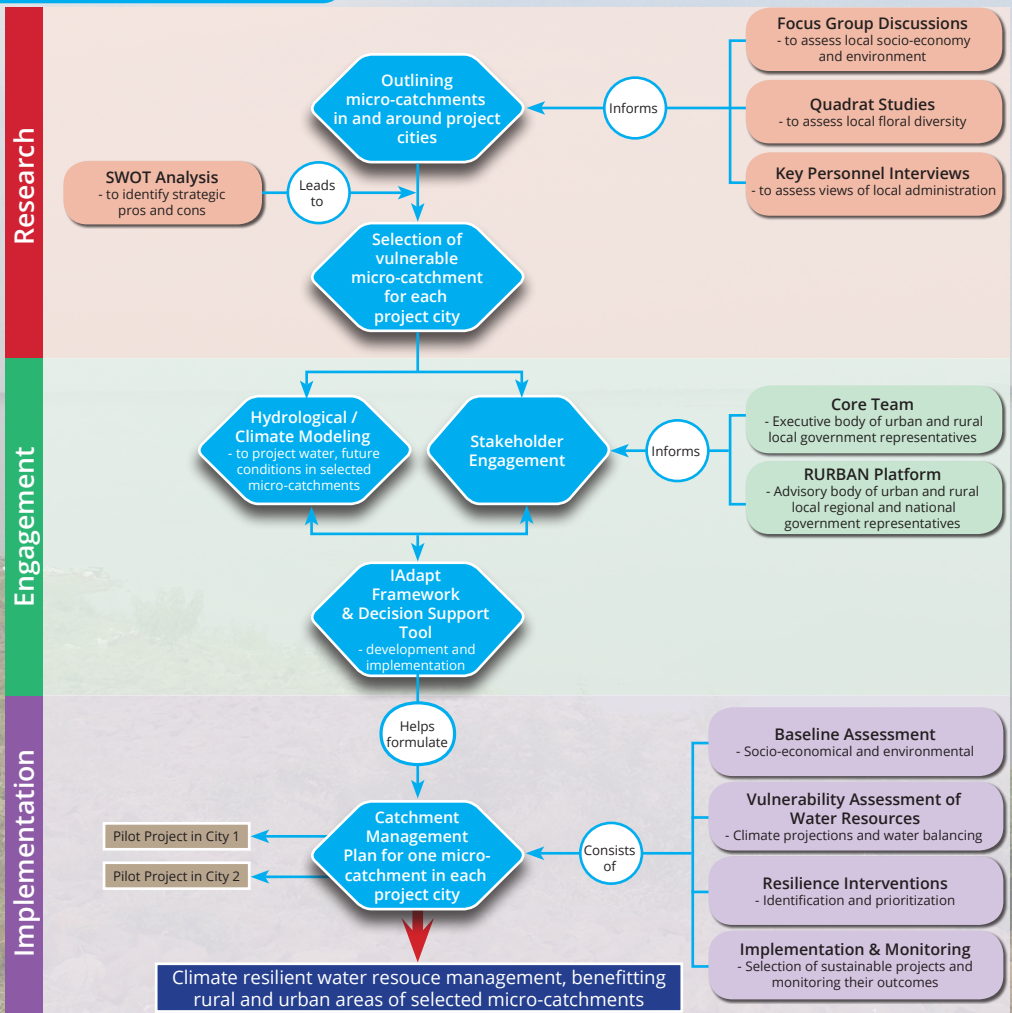 Research
Focus Group Discussions
- to assess local socio-economy
and environment
Outlining
micro-catchments
in and around project
cities
Informs
Quadrat Studies
- to assess local floral diversity
Key Personnel Interviews
- to assess views of local administration
SWOT Analysis
- to identify strategic
pros and cons
Leads
to
Selection of
vulnerable
micro-catchment
for each
project city
Engagement
Hydrological /
Climate Modeling
- to project water, future
conditions in selected
micro-catchments
Stakeholder
Engagement
Informs
Core Team
- Executive body of urban and rural
local government representatives
RURBAN Platform
- Advisory body of urban and rural
local regional and national
government representatives
IAdapt
Framework
& Decision Support
Tool
- development and
implementation
Implementation
Helps
formulate
Baseline Assessment
- Socio-economical and environmental
Vulnerability Assessment of
Water Resources
- Climate projections and water balancing
Pilot Project in City 1
Pilot Project in City 2
Catchment
Management
Plan for one micro-
catchment in each
project city
Consists
of
Resilience Interventions
- Identification and prioritization
Implementation & Monitoring
- Selection of sustainable projects and
monitoring their outcomes
Climate resilient water resouce management, benefitting
rural and urban areas of selected micro-catchments